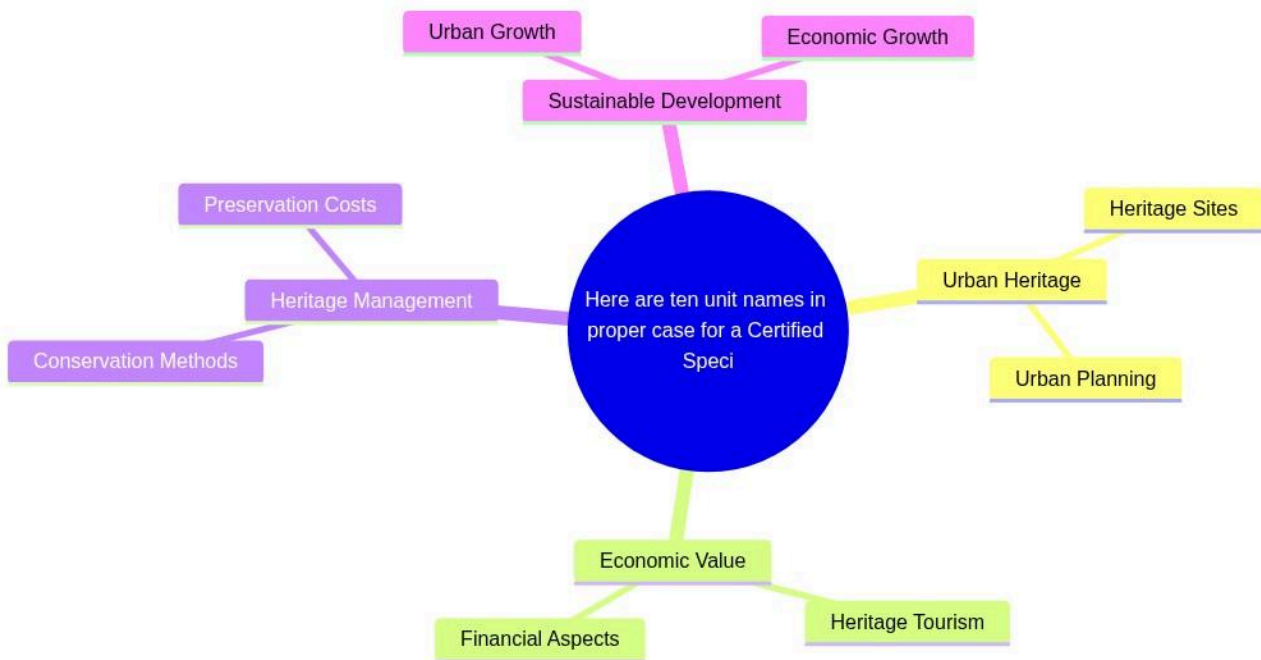 Urban Growth
Economic Growth
Sustainable Development
Preservation Costs
Heritage Management
Conservation Methods
Here are ten unit names in
proper case for a Certified
Speci
Heritage Sites
Urban Heritage
Urban Planning
Economic Value
Financial Aspects
Heritage Tourism